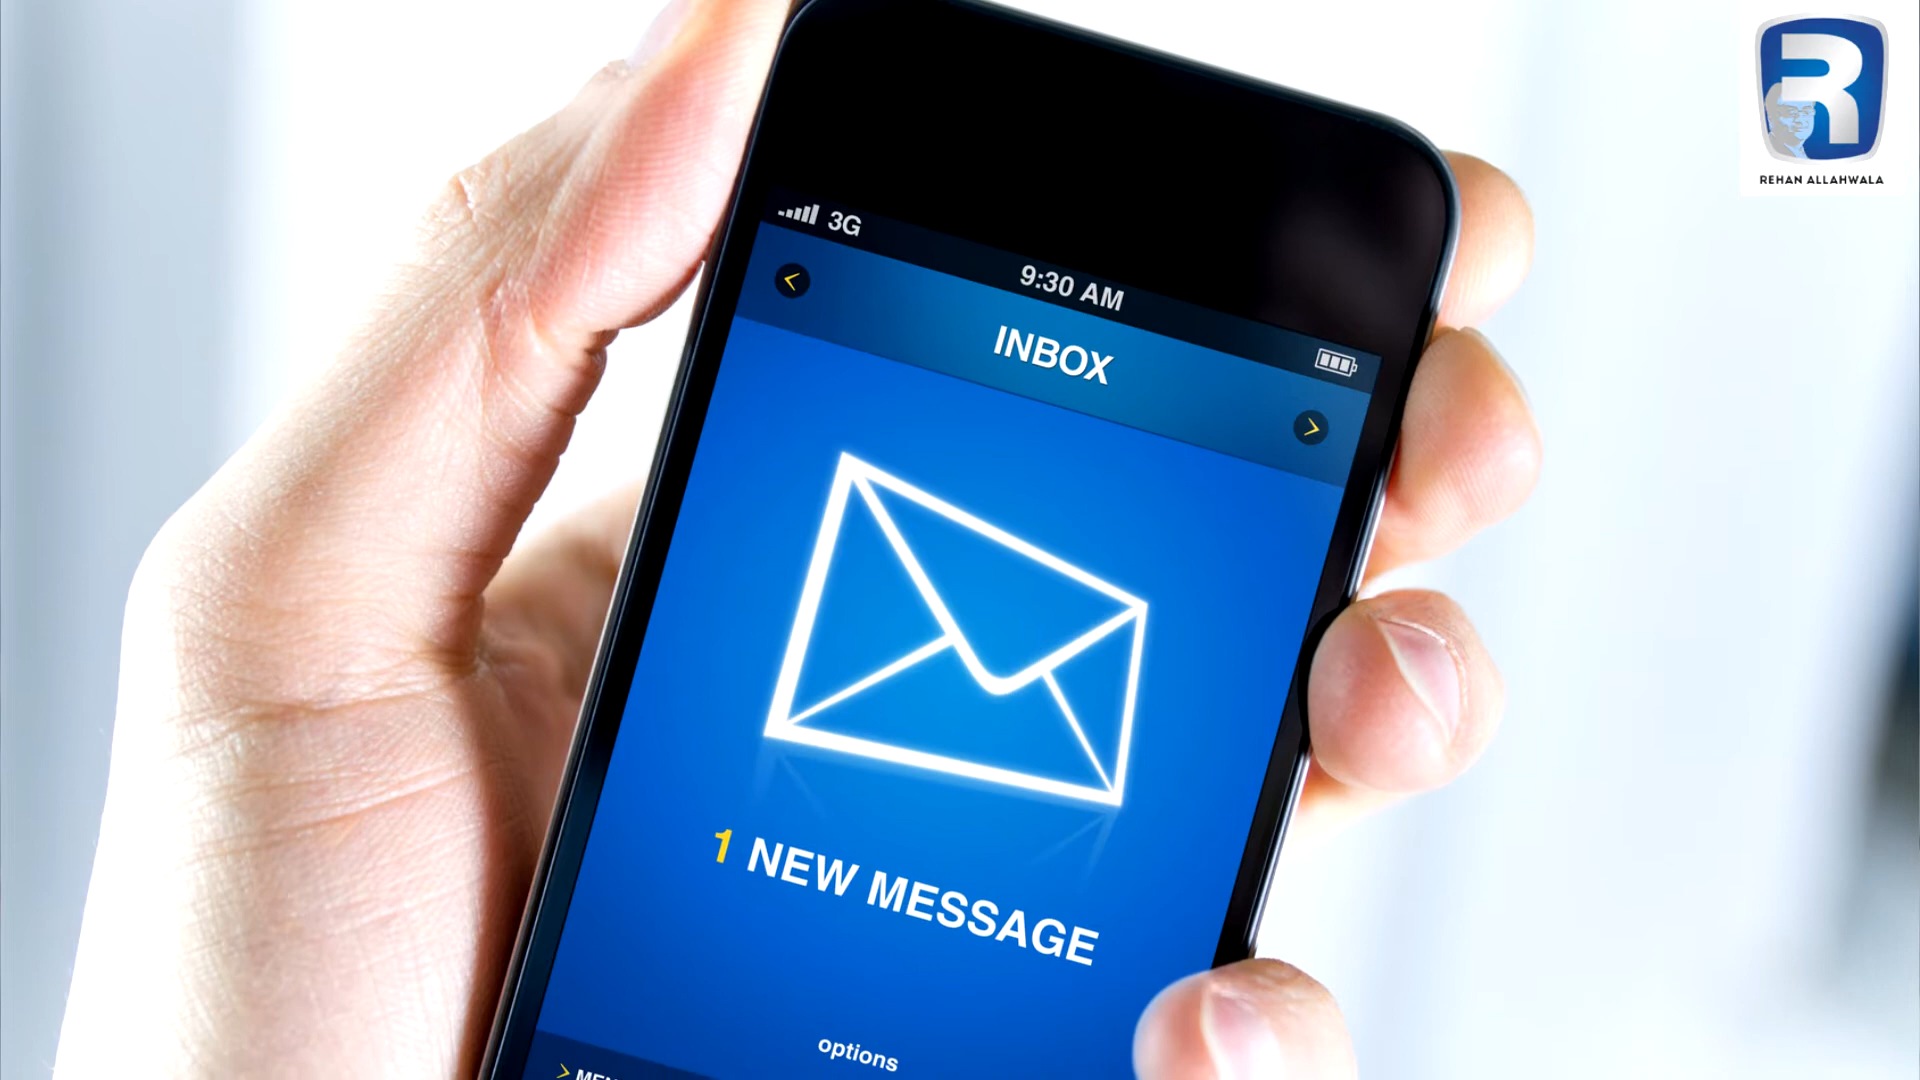 3G
9:30 AM
INBOX
1 NEW MESSAGE
options
REHAN ALLAHWALA